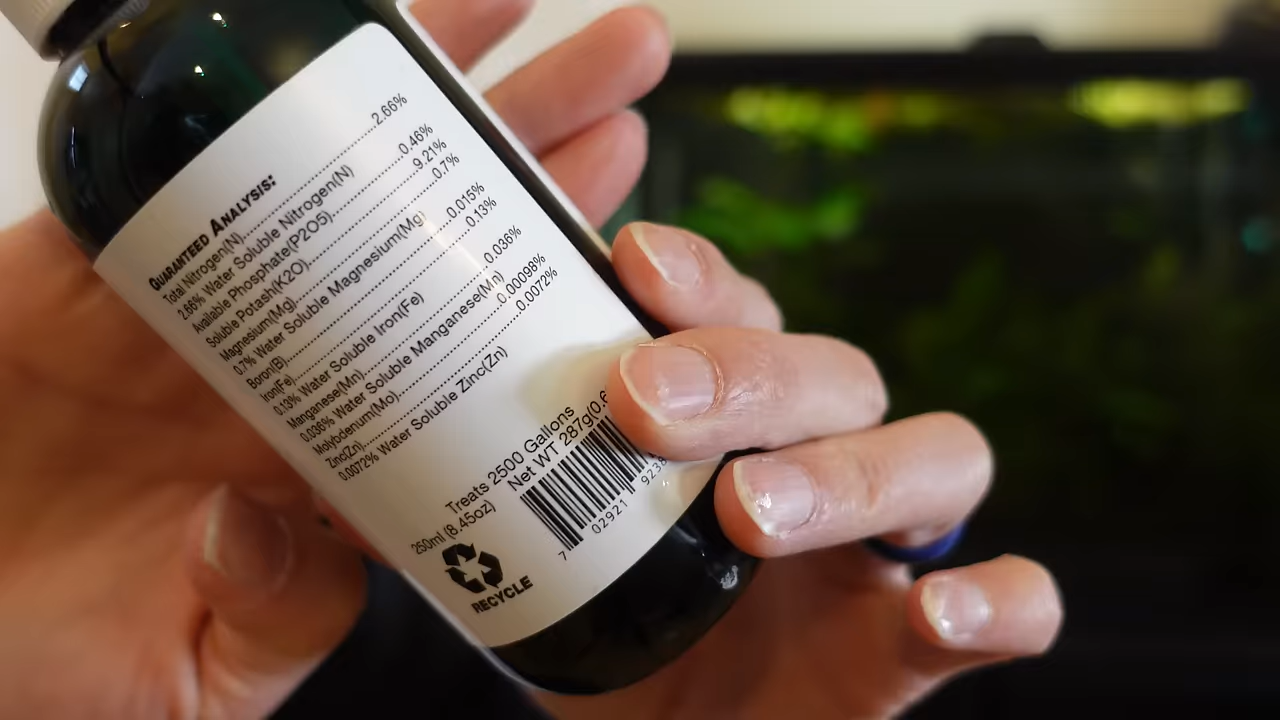 GUARANTEED ANALYSIS:
Total Nitrogen(N)..........2.66%
2.66% Water Soluble Nitrogen(N)
Available Phosphate(P2O5)..........0.46%
Soluble Potash(K2O)..........9.21%
Magnesium(Mg)..........0.7%
0.7% Water Soluble Magnesium(Mg)
Boron(B)..........0.015%
Iron(Fe)..........0.13%
0.13% Water Soluble Iron(Fe)
Manganese(Mn)..........0.036%
0.036% Water Soluble Manganese(Mn)
Molybdenum(Mo)..........0.00098%
Zinc(Zn)..........0.0072%
0.0072% Water Soluble Zinc(Zn)
Treats 2500 Gallons
250ml (8.45oz) Net WT 287g(0.6
7 02921 9238
RECYCLE